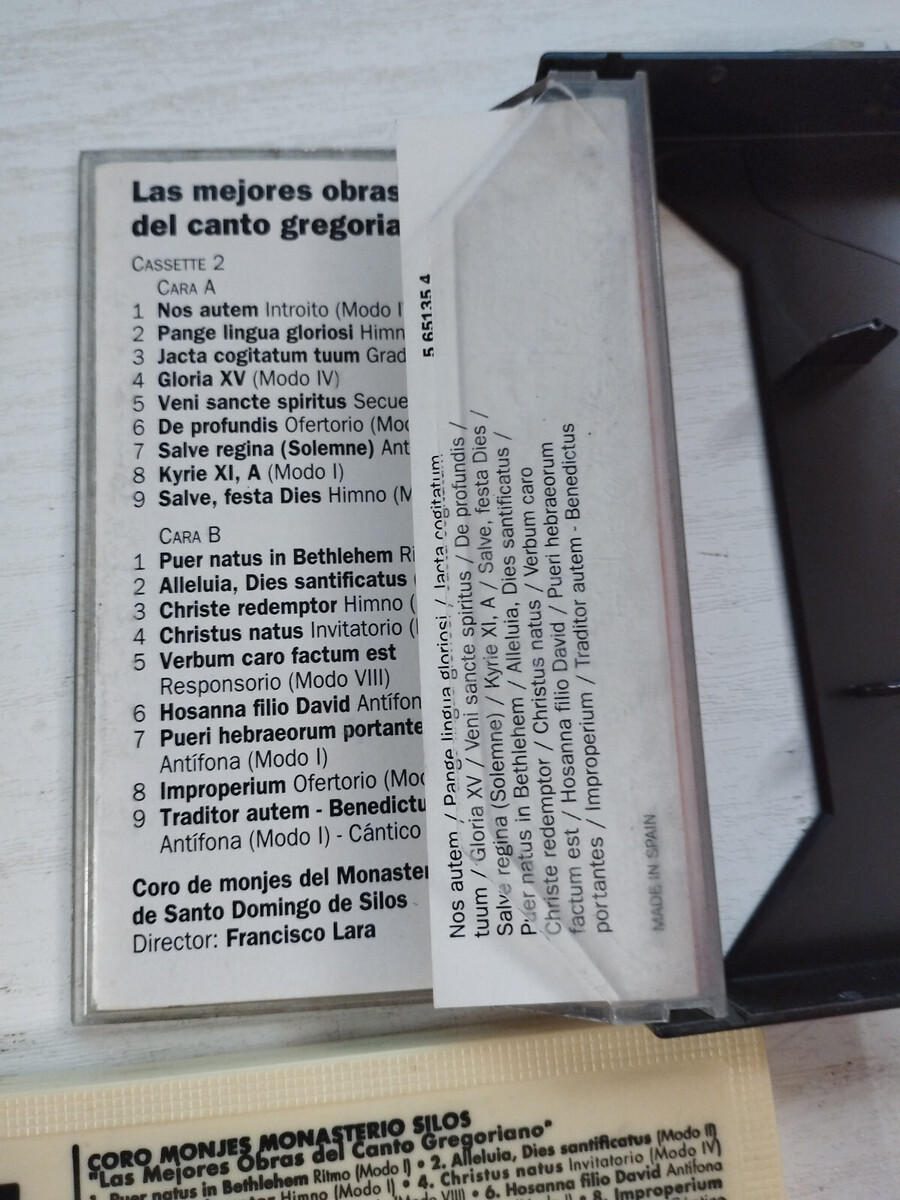 Las mejores obras
del canto gregoria
CASSETTE 2
CARA A
1 Nos autem Introito (Modo I
2 Pange lingua gloriosi Himn
3 Jacta cogitatum tuum Grad
4 Gloria XV (Modo IV)
5 Veni sancte spiritus Secue
6 De profundis Ofertorio (Mod
7 Salve regina (Solemne) Ant
8 Kyrie XI, A (Modo I)
9 Salve, festa Dies Himno (M
CARA B
1 Puer natus in Bethlehem Ri
2 Alleluia, Dies santificatus (
3 Christe redemptor Himno (
4 Christus natus Invitatorio (
5 Verbum caro factum est
Responsorio (Modo VIII)
6 Hosanna filio David Antífon
7 Pueri hebraeorum portante
Antífona (Modo I)
8 Improperium Ofertorio (Mod
9 Traditor autem - Benedictu
Antífona (Modo I) - Cántico
Coro de monjes del Monaster
de Santo Domingo de Silos
Director: Francisco Lara
5 65135 4
Nos autem / Pange lingua gloriosi / Jacta cogitatum
tuum / Gloria XV / Veni sancte spiritus / De profundis /
Salve regina (Solemne) / Kyrie XI, A / Salve, festa Dies /
Puer natus in Bethlehem / Alleluia, Dies santificatus /
Christe redemptor / Christus natus / Verbum caro
factum est / Hosanna filio David / Pueri hebraeorum
portantes / Improperium / Traditor autem - Benedictus
MADE IN SPAIN
CORO MONJES MONASTERIO SILOS
"Las Mejores Obras del Canto Gregoriano"
1. Puer natus in Bethlehem Ritmo (Modo I) • 2. Alleluia, Dies santificatus (Modo II)
Himno (Modo I) • 4. Christus natus Invitatorio (Modo IV)
VIII) • 6. Hosanna filio David Antífona
8. Improperium